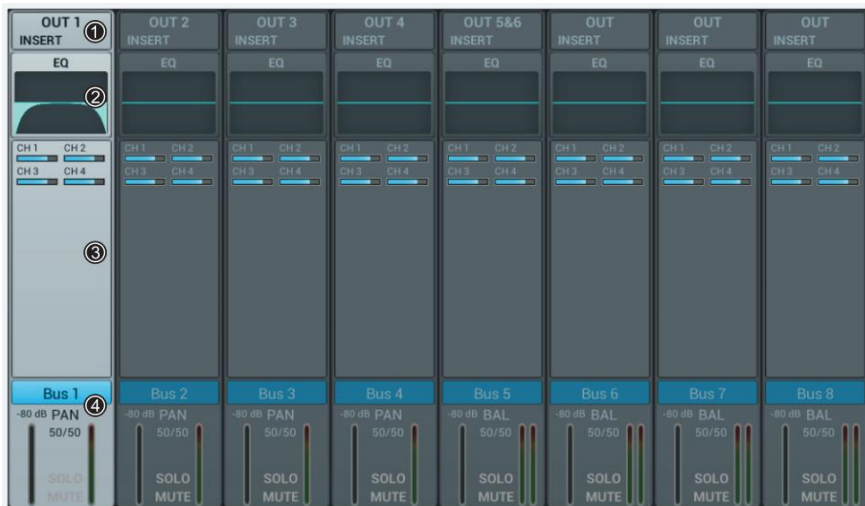 OUT 1 ① OUT 2 OUT 3 OUT 4 OUT 5&6 OUT OUT OUT
INSERT INSERT INSERT INSERT INSERT INSERT INSERT INSERT
EQ EQ EQ EQ EQ EQ EQ EQ
②
CH 1 CH 2 CH 1 CH 2 CH 1 CH 2 CH 1 CH 2 CH 1 CH 2 CH 1 CH 2 CH 1 CH 2 CH 1 CH 2
CH 3 CH 4 CH 3 CH 4 CH 3 CH 4 CH 3 CH 4 CH 3 CH 4 CH 3 CH 4 CH 3 CH 4 CH 3 CH 4
③
Bus 1 Bus 2 Bus 3 Bus 4 Bus 5 Bus 6 Bus 7 Bus 8
④
-80 dB PAN -80 dB PAN -80 dB PAN -80 dB PAN -80 dB BAL -80 dB BAL -80 dB BAL -80 dB BAL
50/50 50/50 50/50 50/50 50/50 50/50 50/50 50/50
SOLO SOLO SOLO SOLO SOLO SOLO SOLO SOLO
MUTE MUTE MUTE MUTE MUTE MUTE MUTE MUTE